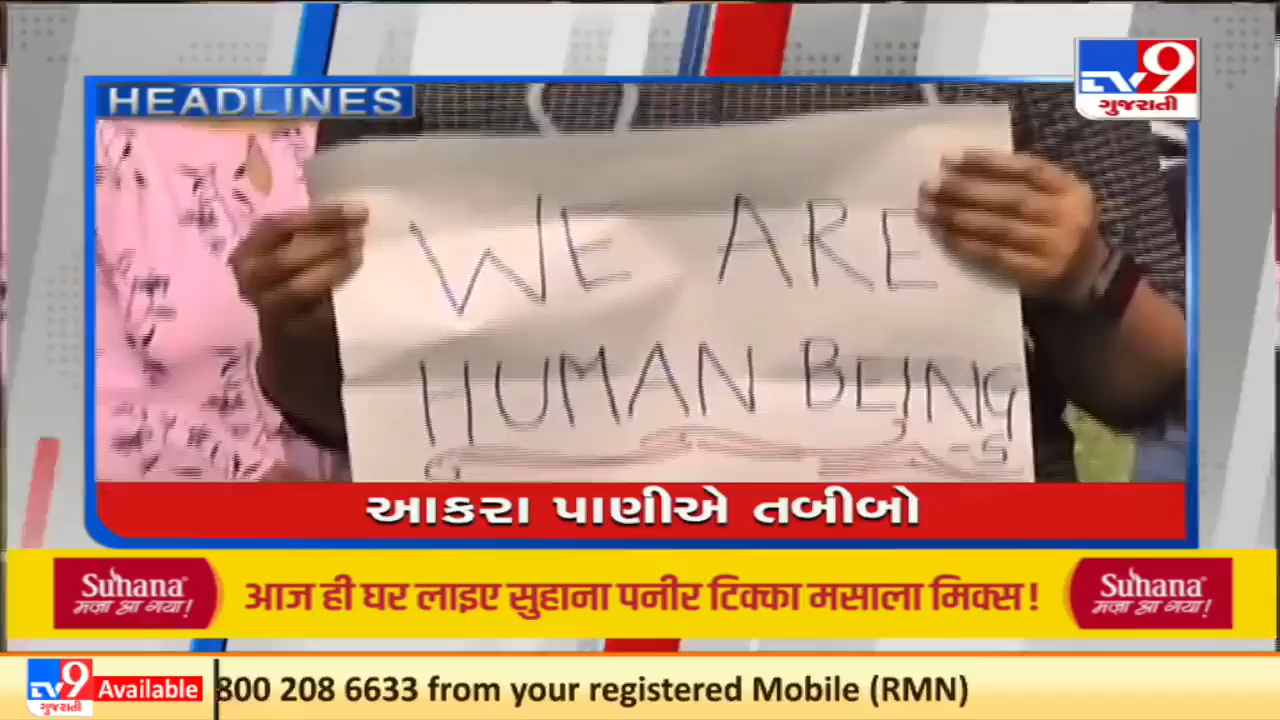 HEADLINES
TV9
ગુજરાતી
WE ARE
HUMAN BEING
આકરા પાણીએ તબીબો
Suhana
मज़ा आ गया!
आज ही घर लाइए सुहाना पनीर टिक्का मसाला मिक्स!
Suhana
मज़ा आ गया!
TV9
ગુજરાતી
Available
800 208 6633 from your registered Mobile (RMN)